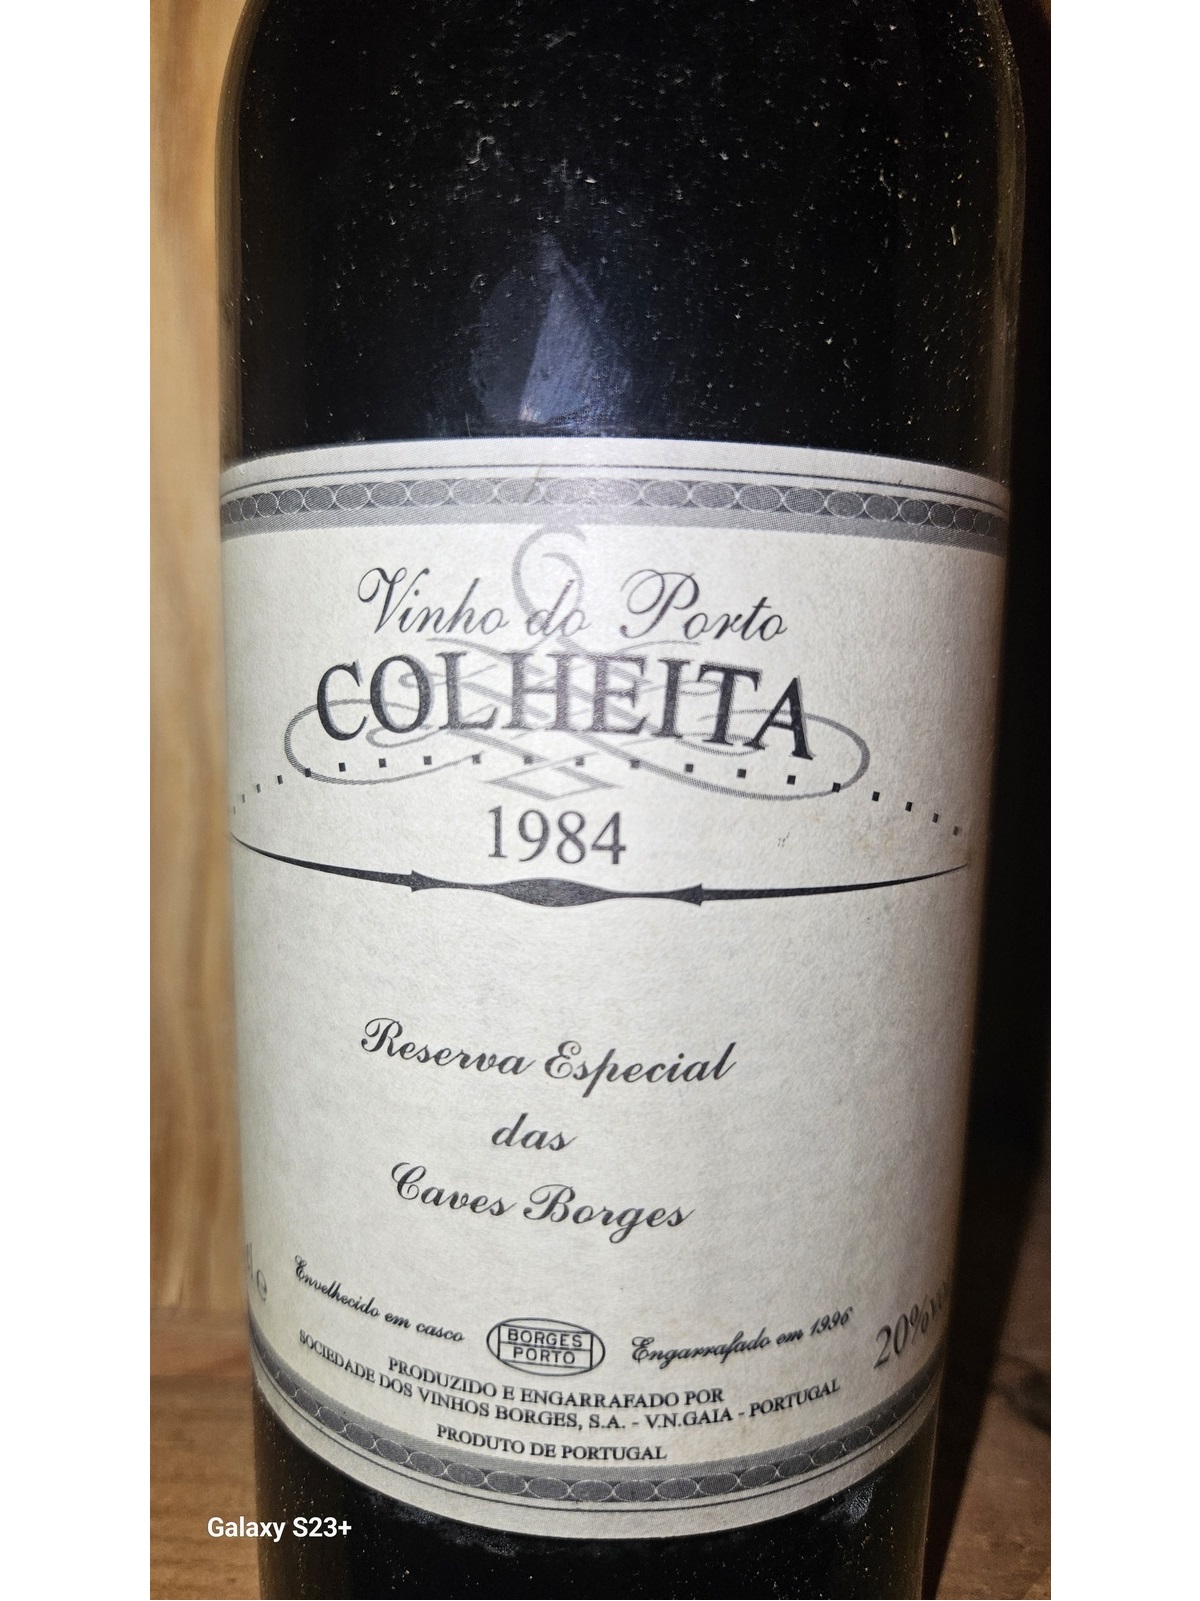 Vinho do Porto
COLHEITA
1984
Reserva Especial
das
Caves Borges
Envelhecido em casco
BORGES
PORTO
Engarrafado em 1996
20%
PRODUZIDO E ENGARRAFADO POR
SOCIEDADE DOS VINHOS BORGES, S.A. - V.N.GAIA - PORTUGAL
PRODUTO DE PORTUGAL
Galaxy S23+